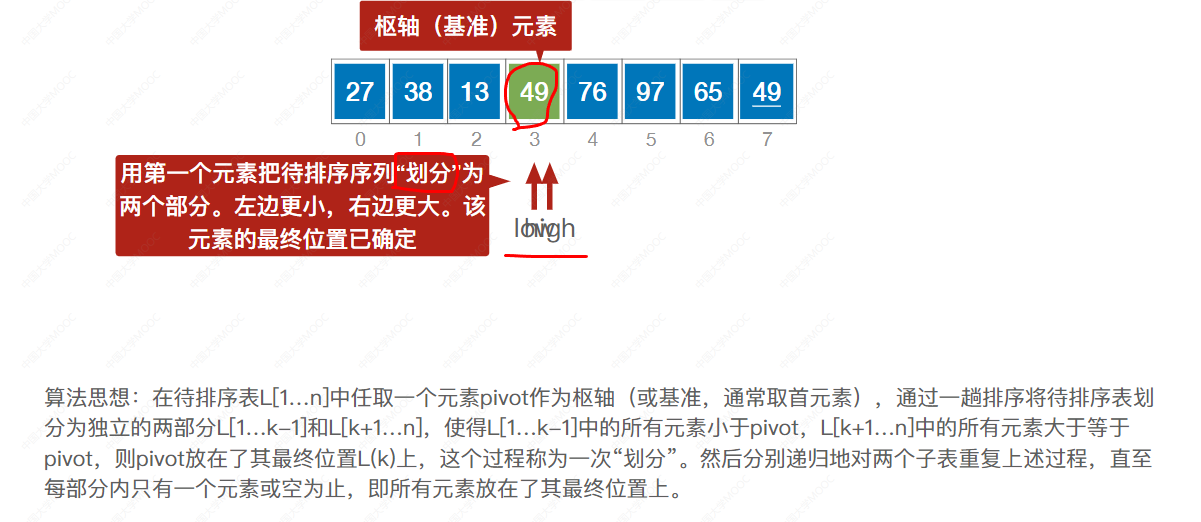 枢轴（基准）元素
27 38 13 49 76 97 65 49
0 1 2 3 4 5 6 7
用第一个元素把待排序序列“划分”为
两个部分。左边更小，右边更大。该
元素的最终位置已确定
low high
算法思想：在待排序表L[1…n]中任取一个元素pivot作为枢轴（或基准，通常取首元素），通过一趟排序将待排序表划
分为独立的两部分L[1…k−1]和L[k+1…n]，使得L[1…k−1]中的所有元素小于pivot，L[k+1…n]中的所有元素大于等于
pivot，则pivot放在了其最终位置L(k)上，这个过程称为一次“划分”。然后分别递归地对两个子表重复上述过程，直至
每部分内只有一个元素或空为止，即所有元素放在了其最终位置上。
中国大学MOOC